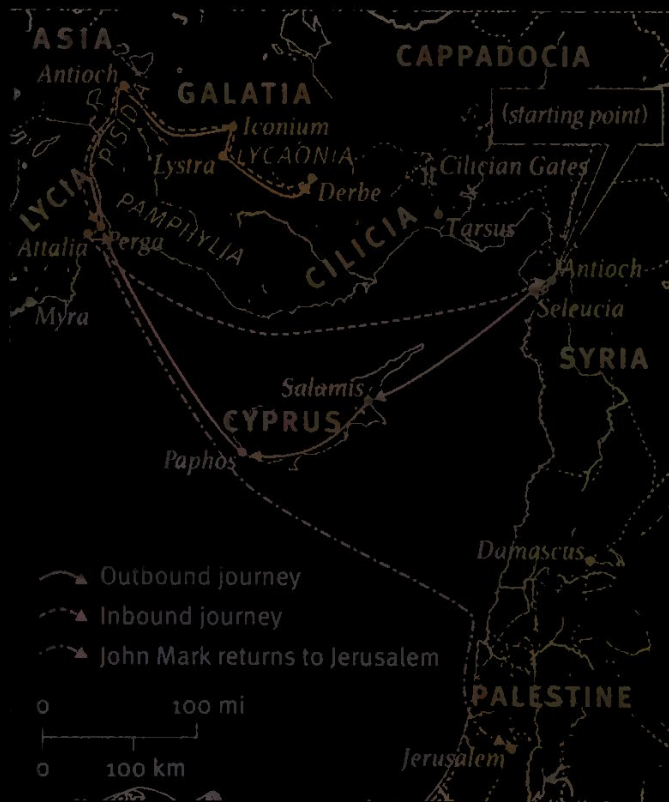 ASIA
CAPPADOCIA
Antioch
GALATIA
(starting point)
PISIDIA
Iconium
Lystra
LYCAONIA
Cilician Gates
Derbe
LYCIA
PAMPHYLIA
CILICIA
Tarsus
Attalia
Perga
Antioch
Seleucia
Myra
SYRIA
Salamis
CYPRUS
Paphos
Damascus
Outbound journey
Inbound journey
John Mark returns to Jerusalem
0 100 mi
PALESTINE
Jerusalem
0 100 km